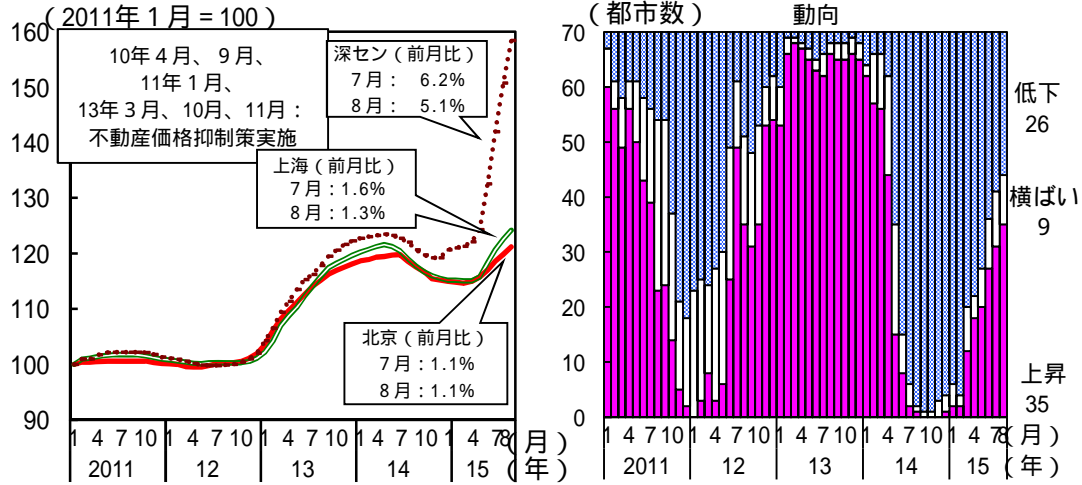 （2011年１月＝100）
160
150
140
130
120
110
100
90
10年４月、９月、
11年１月、
13年３月、10月、11月：
不動産価格抑制策実施
深セン（前月比）
７月： 6.2%
８月： 5.1%
上海（前月比）
７月：1.6%
８月：1.3%
北京（前月比）
７月：1.1%
８月：1.1%
1 4 7 10 1 4 7 10 1 4 7 10 1 4 7 10 1 4 7 8（月）
2011 12 13 14 15（年）
（都市数） 動向
70
60
50
40
30
20
10
0
低下
26
横ばい
9
上昇
35
1 4 7 10 1 4 7 10 1 4 7 10 1 4 7 10 1 4 7 8（月）
2011 12 13 14 15（年）